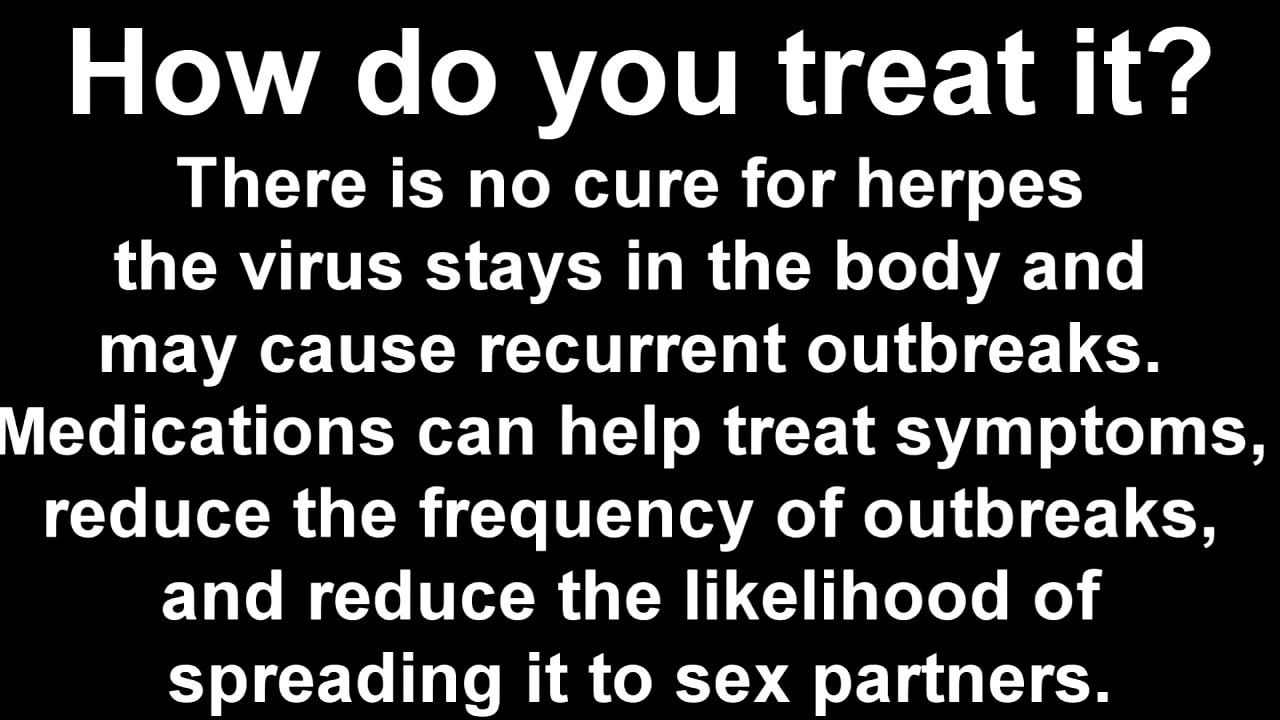 How do you treat it?
There is no cure for herpes
the virus stays in the body and
may cause recurrent outbreaks.
Medications can help treat symptoms,
reduce the frequency of outbreaks,
and reduce the likelihood of
spreading it to sex partners.